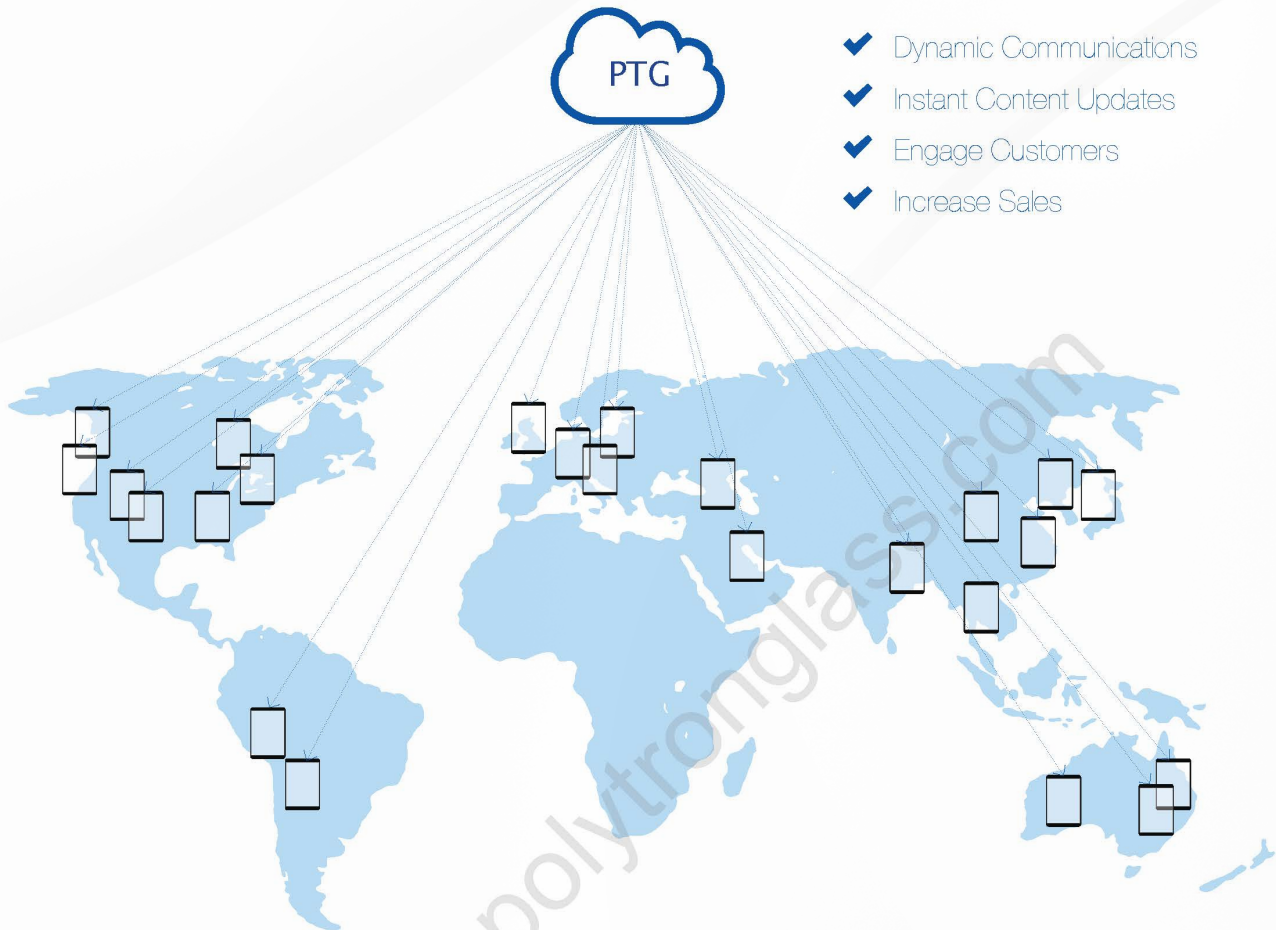 PTG
Dynamic Communications
Instant Content Updates
Engage Customers
Increase Sales
polytronglass.com